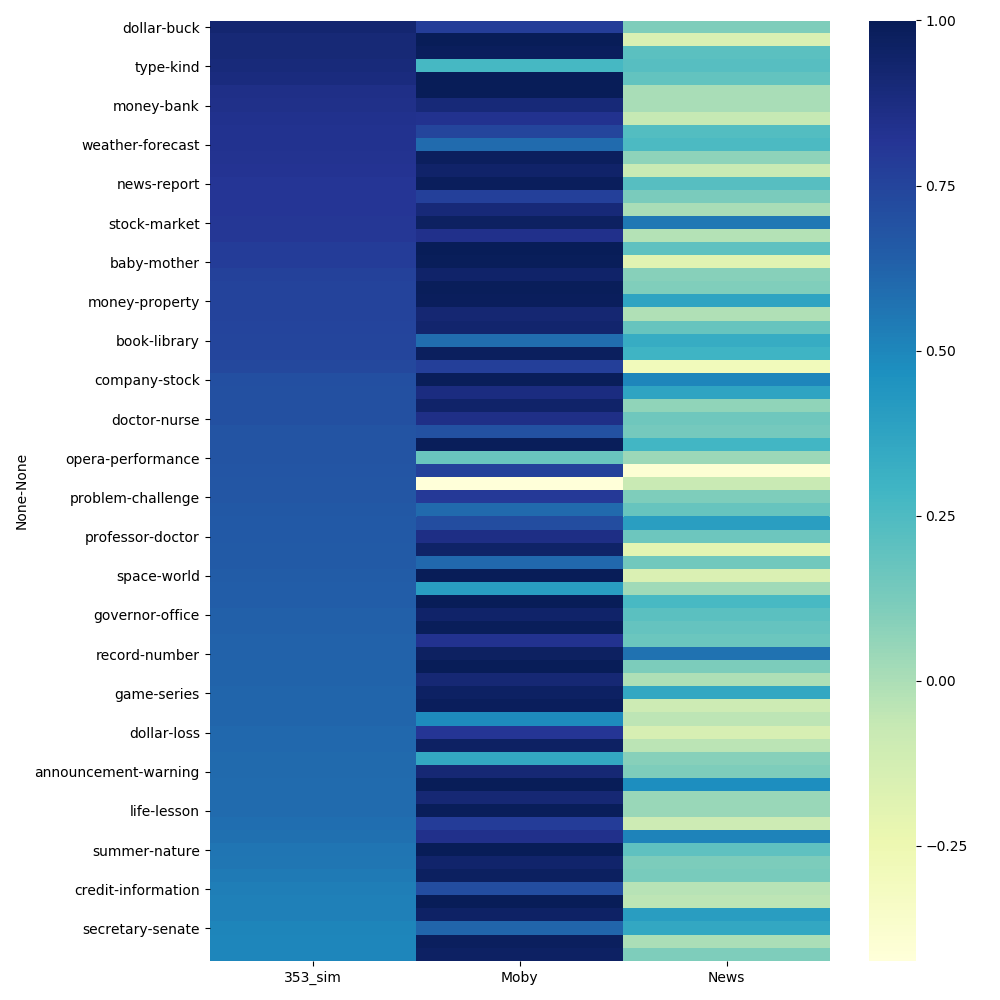 None-None
dollar-buck
type-kind
money-bank
weather-forecast
news-report
stock-market
baby-mother
money-property
book-library
company-stock
doctor-nurse
opera-performance
problem-challenge
professor-doctor
space-world
governor-office
record-number
game-series
dollar-loss
announcement-warning
life-lesson
summer-nature
credit-information
secretary-senate
353_sim Moby News
1.00
0.75
0.50
0.25
0.00
−0.25